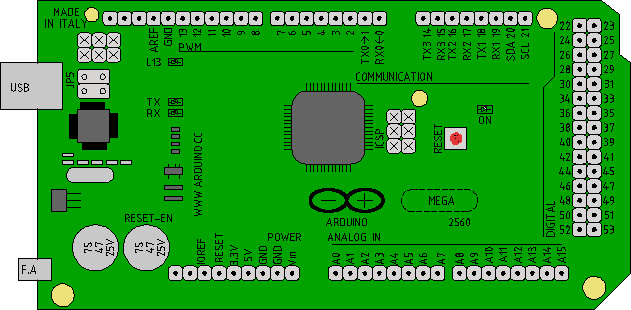 MADE
IN ITALY
AREF
GND
13
12
11
10
9
8
7
6
5
4
3
2
TX0→1
RX0←0
TX3 14
RX3 15
TX2 16
RX2 17
TX1 18
RX1 19
SDA 20
SCL 21
PWM
L13
COMMUNICATION
USB
JP5
TX
RX
ICSP
RESET
ON
WWW.ARDUINO.CC
22 23
24 25
26 27
28 29
30 31
32 33
34 35
36 37
38 39
40 41
42 43
44 45
46 47
48 49
50 51
52 53
DIGITAL
MEGA
2560
ARDUINO
RESET-EN
7S
47
25V
7S
47
25V
POWER
ANALOG IN
F.A
IOREF
RESET
3.3V
5V
GND
GND
Vin
A0
A1
A2
A3
A4
A5
A6
A7
A8
A9
A10
A11
A12
A13
A14
A15